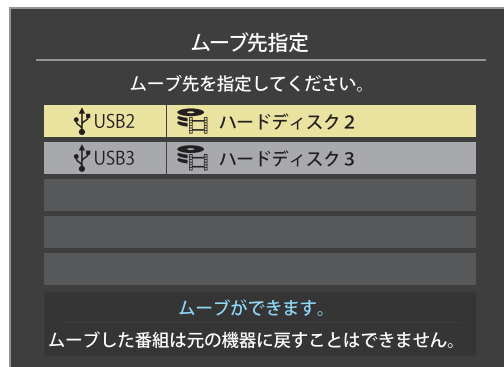 ムーブ先指定
ムーブ先を指定してください。
USB2 ハードディスク2
USB3 ハードディスク3
ムーブができます。
ムーブした番組は元の機器に戻すことはできません。